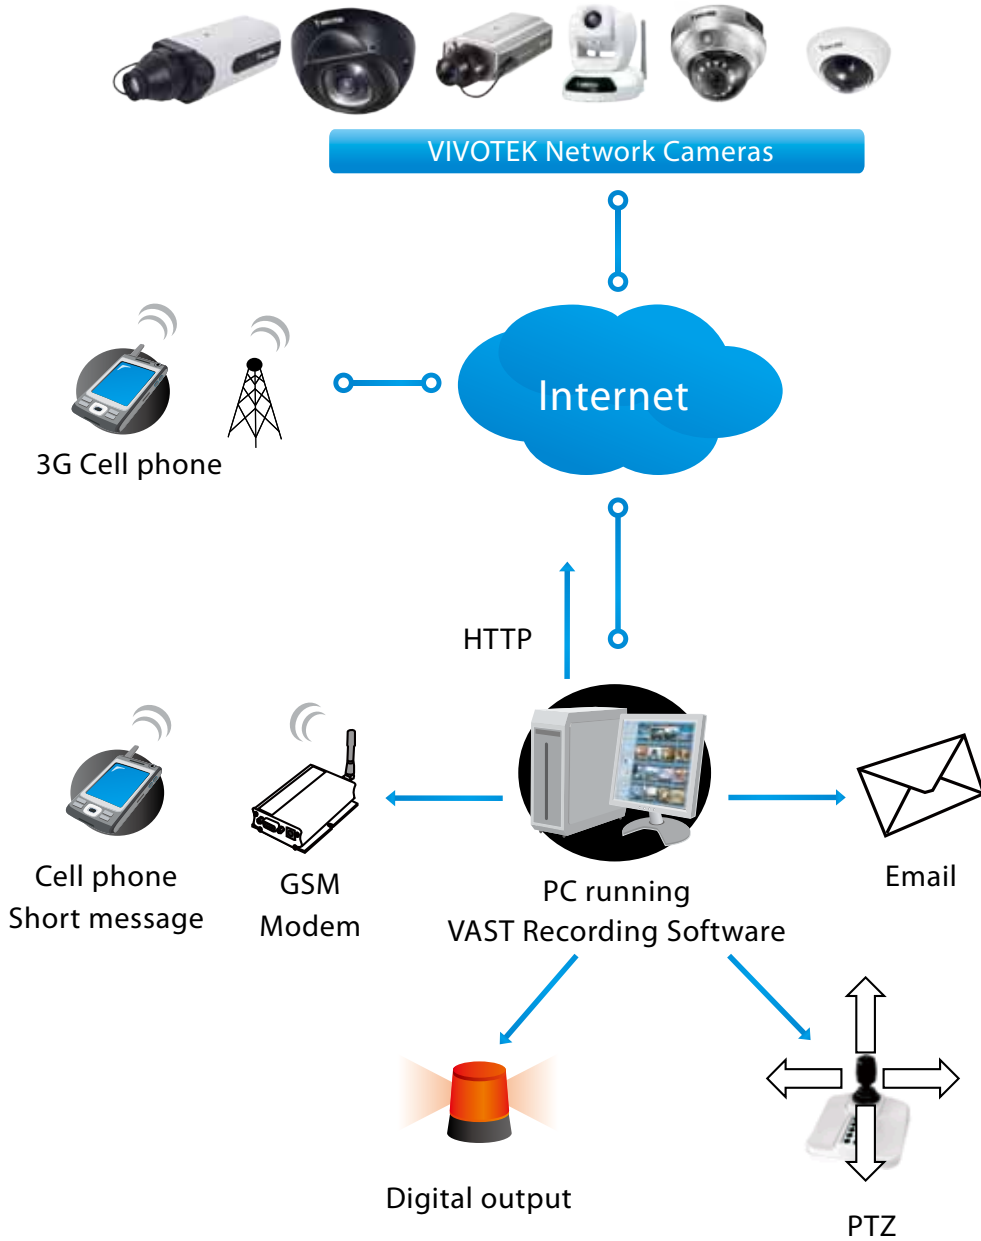 VIVOTEK Network Cameras
Internet
3G Cell phone
HTTP
Cell phone
Short message
GSM
Modem
PC running
VAST Recording Software
Email
Digital output
PTZ